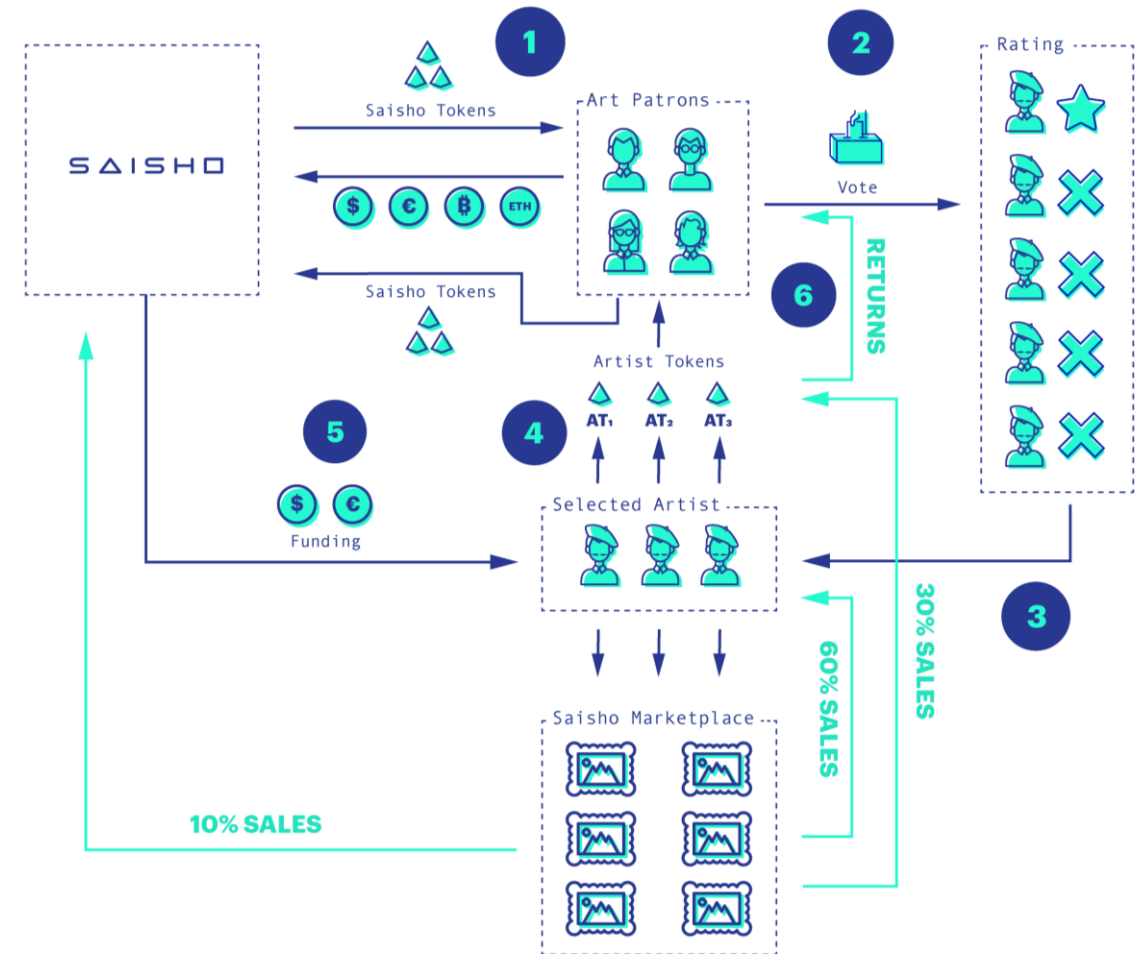 1
2
Rating
SAISHO
Saisho Tokens
Art Patrons
$
€
₿
ETH
Vote
Saisho Tokens
6
RETURNS
Artist Tokens
AT₁
AT₂
AT₃
5
4
$
€
Funding
Selected Artist
3
30% SALES
60% SALES
Saisho Marketplace
10% SALES